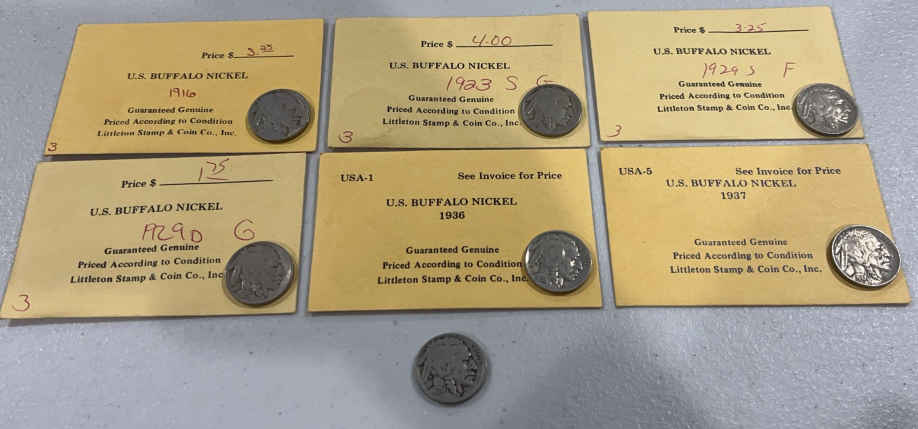 Price $ 3.25
U.S. BUFFALO NICKEL
1916
Guaranteed Genuine
Priced According to Condition
Littleton Stamp & Coin Co., Inc.
3
Price $ 4.00
U.S. BUFFALO NICKEL
1923 S G
Guaranteed Genuine
Priced According to Condition
Littleton Stamp & Coin Co., Inc
3
Price $ 3.25
U.S. BUFFALO NICKEL
1929 S F
Guaranteed Genuine
Priced According to Condition
Littleton Stamp & Coin Co., Inc.
3
Price $ 1.75
U.S. BUFFALO NICKEL
1929D G
Guaranteed Genuine
Priced According to Condition
Littleton Stamp & Coin Co., Inc
3
USA-1 See Invoice for Price
U.S. BUFFALO NICKEL
1936
Guaranteed Genuine
Priced According to Condition
Littleton Stamp & Coin Co., Inc.
USA-5 See Invoice for Price
U.S. BUFFALO NICKEL
1937
Guaranteed Genuine
Priced According to Condition
Littleton Stamp & Coin Co., Inc.